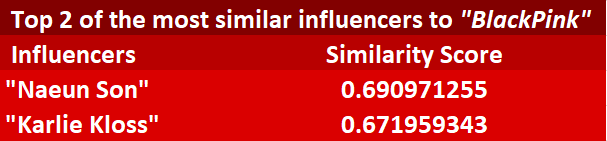 Top 2 of the most similar influencers to "BlackPink"
Influencers Similarity Score
"Naeun Son" 0.690971255
"Karlie Kloss" 0.671959343